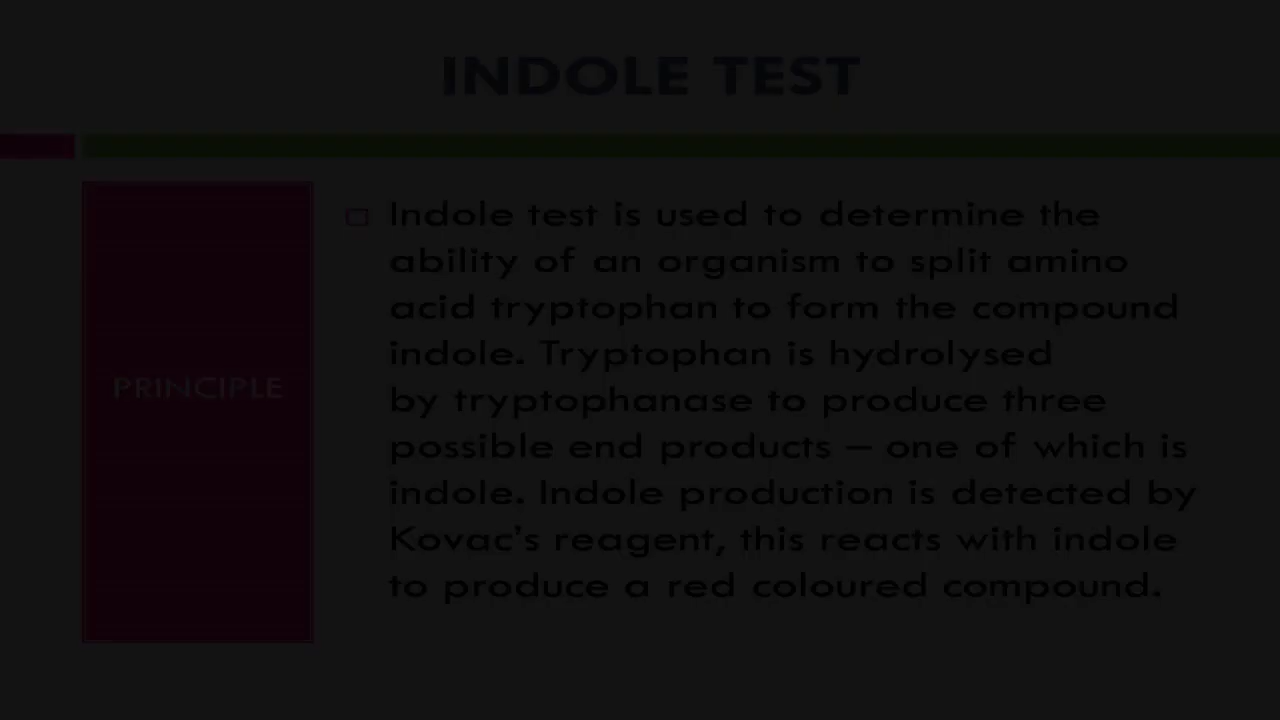 INDOLE TEST
PRINCIPLE
Indole test is used to determine the
ability of an organism to split amino
acid tryptophan to form the compound
indole. Tryptophan is hydrolysed
by tryptophanase to produce three
possible end products – one of which is
indole. Indole production is detected by
Kovac's reagent, this reacts with indole
to produce a red coloured compound.